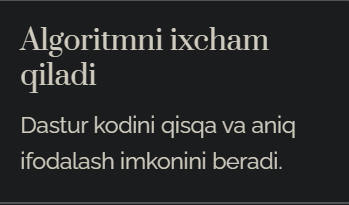 Algoritmni ixcham
qiladi
Dastur kodini qisqa va aniq
ifodalash imkonini beradi.